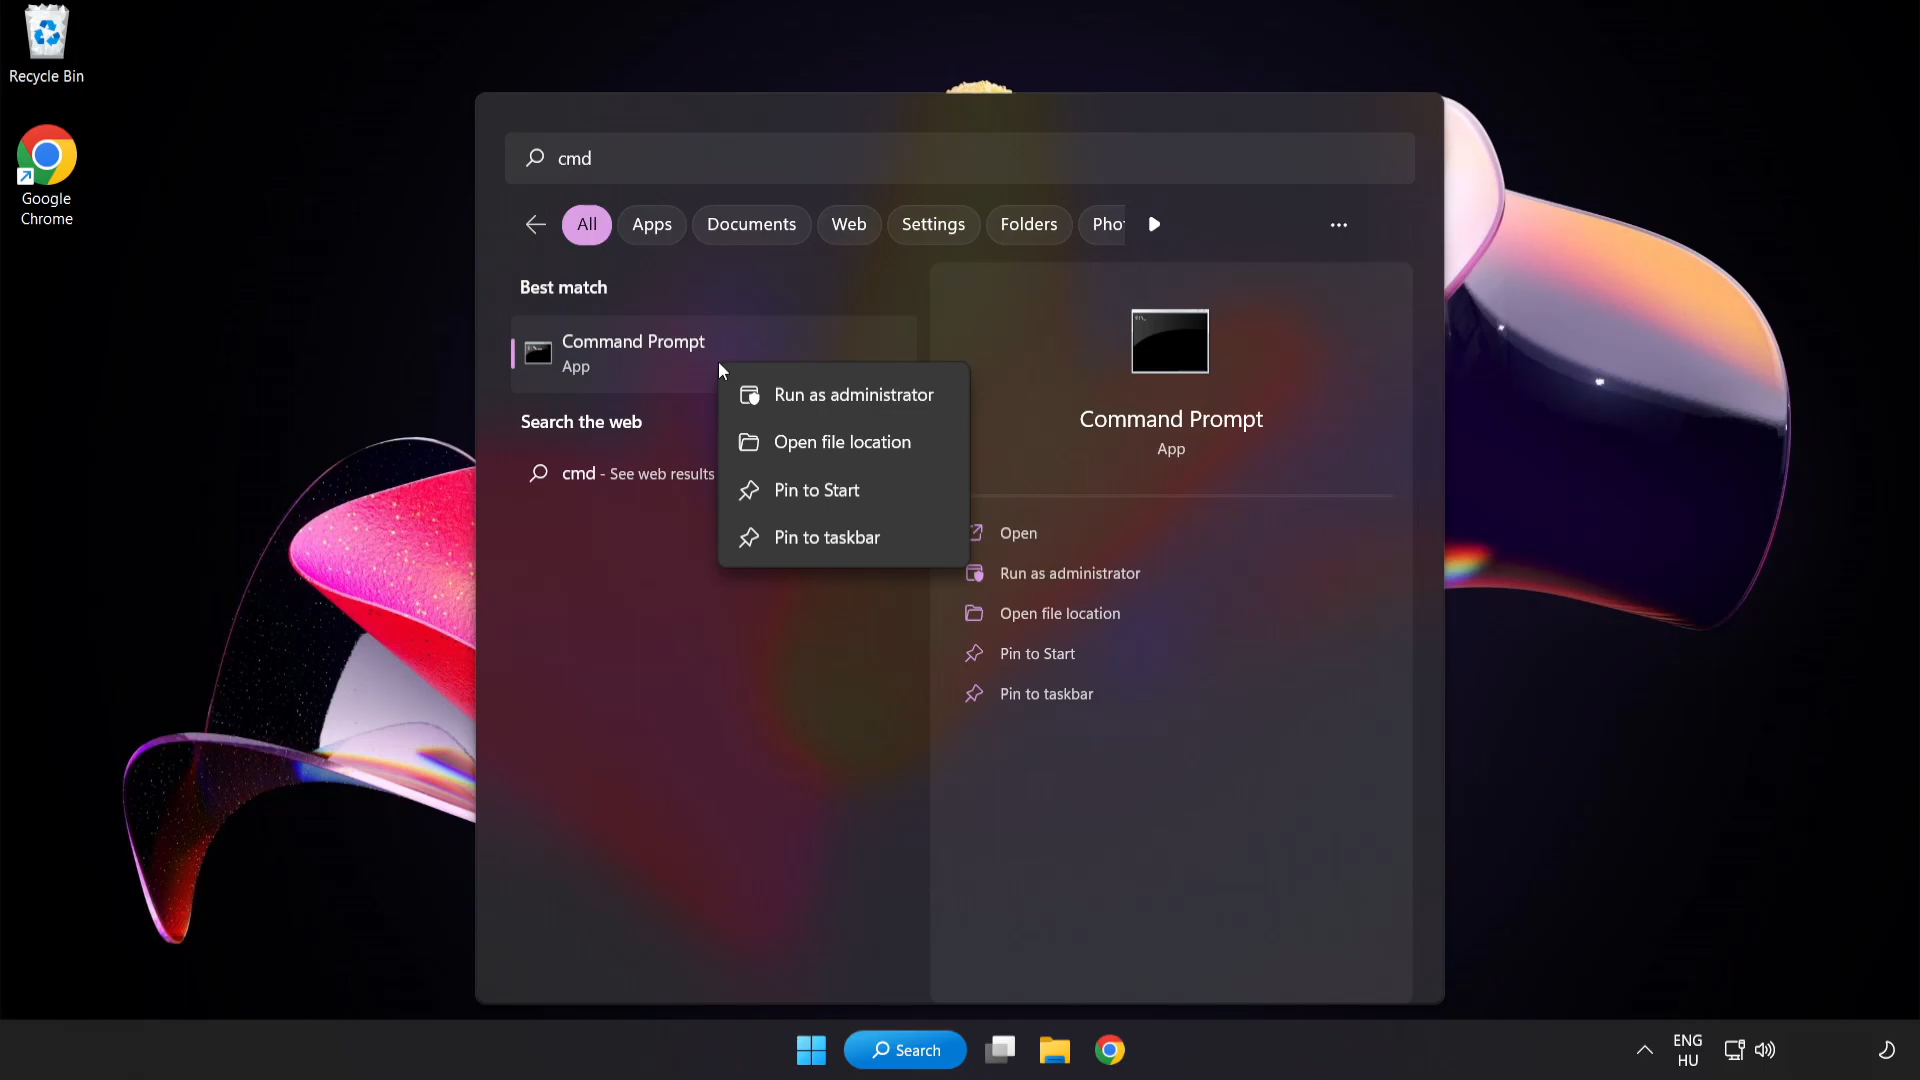 Recycle Bin
Google
Chrome
cmd
All
Apps
Documents
Web
Settings
Folders
Best match
Command Prompt
App
Search the web
cmd - See web results
Run as administrator
Open file location
Pin to Start
Pin to taskbar
Command Prompt
App
Open
Run as administrator
Open file location
Pin to Start
Pin to taskbar
Search
ENG
HU